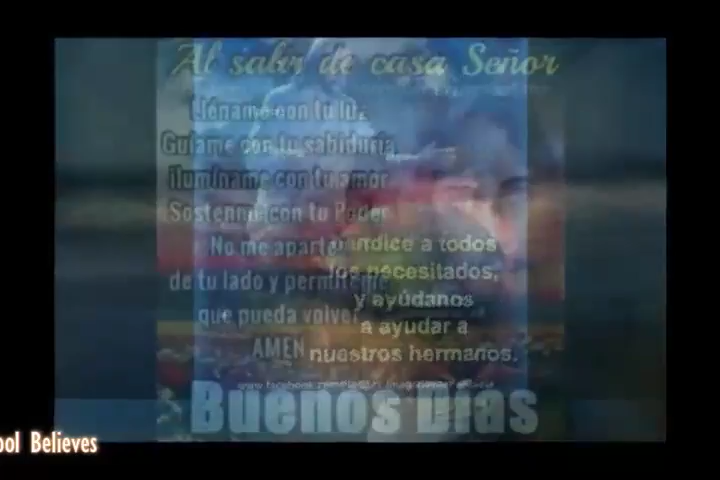 Al salir de casa Señor
Lléname con tu luz
Guíame con tu sabiduría
ilumíname con tu amor
Sostenme con tu Poder
No me aparte
de tu lado y permíteme
que pueda volver
AMEN
a todos
los necesitados,
y ayúdanos
a ayudar a
nuestros hermanos.
Buenos Días
ool Believes